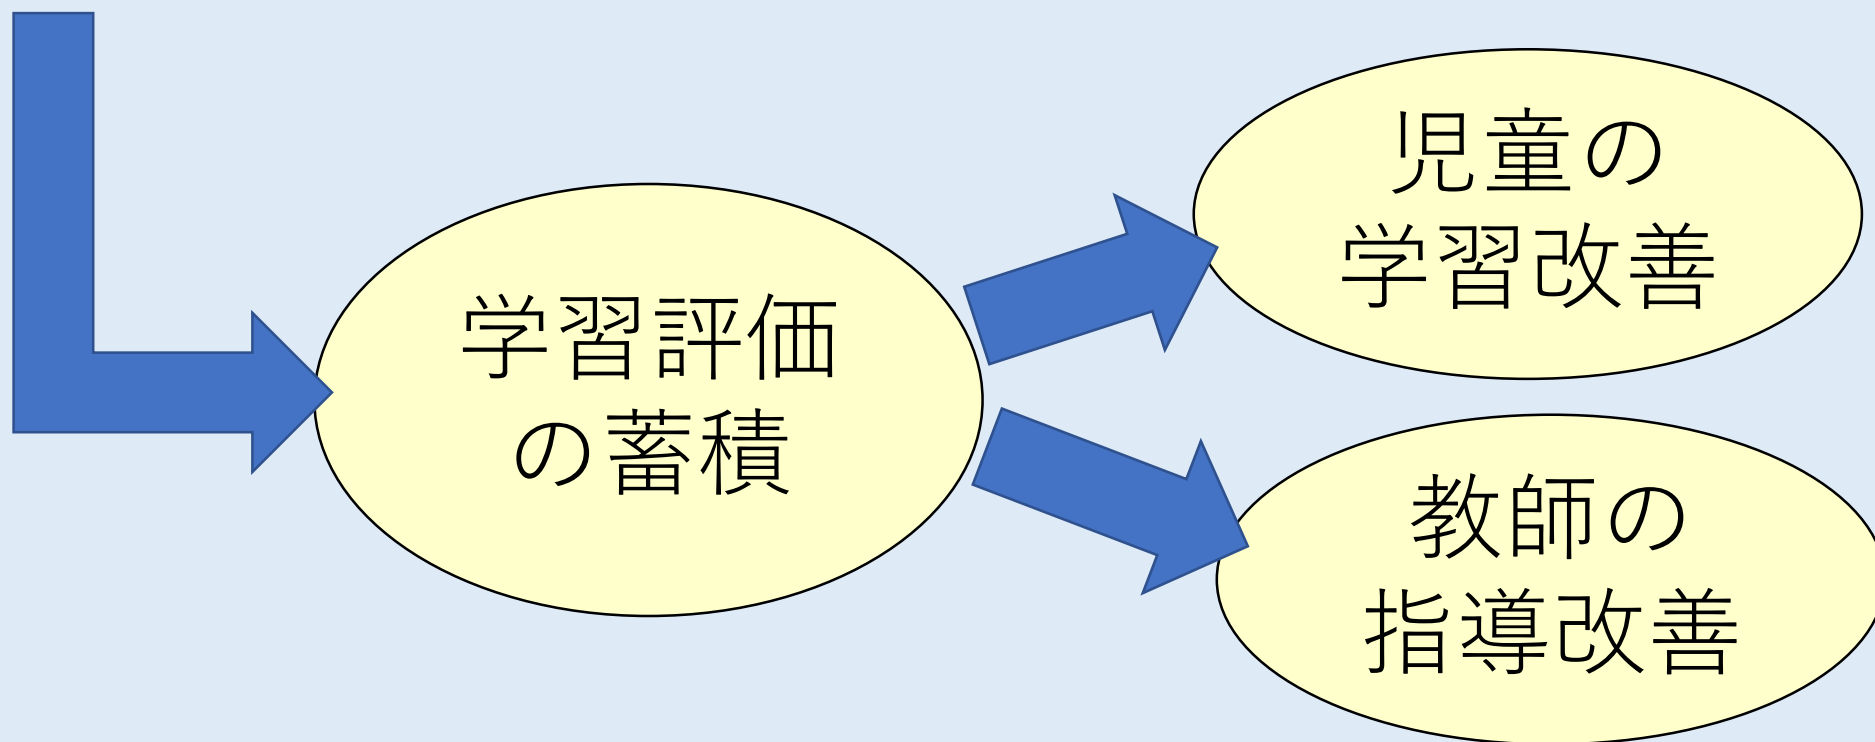 学習評価
の蓄積
児童の
学習改善
教師の
指導改善